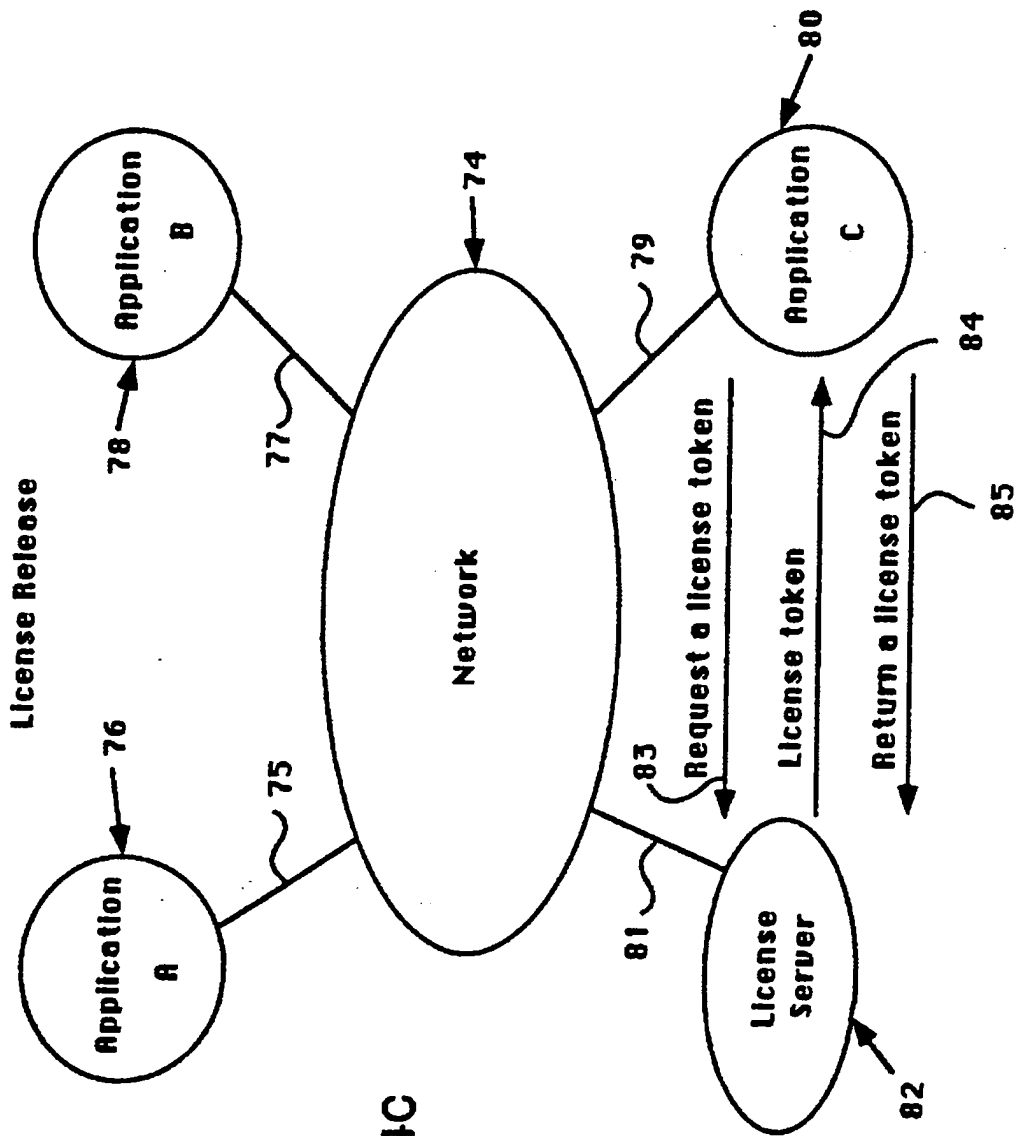 License Release
Application
A
76
75
Application
B
78
77
Network
74
79
Aoplication
C
80
81
License
Server
82
83
Request a license token
License token
84
Return a license token
85
4C